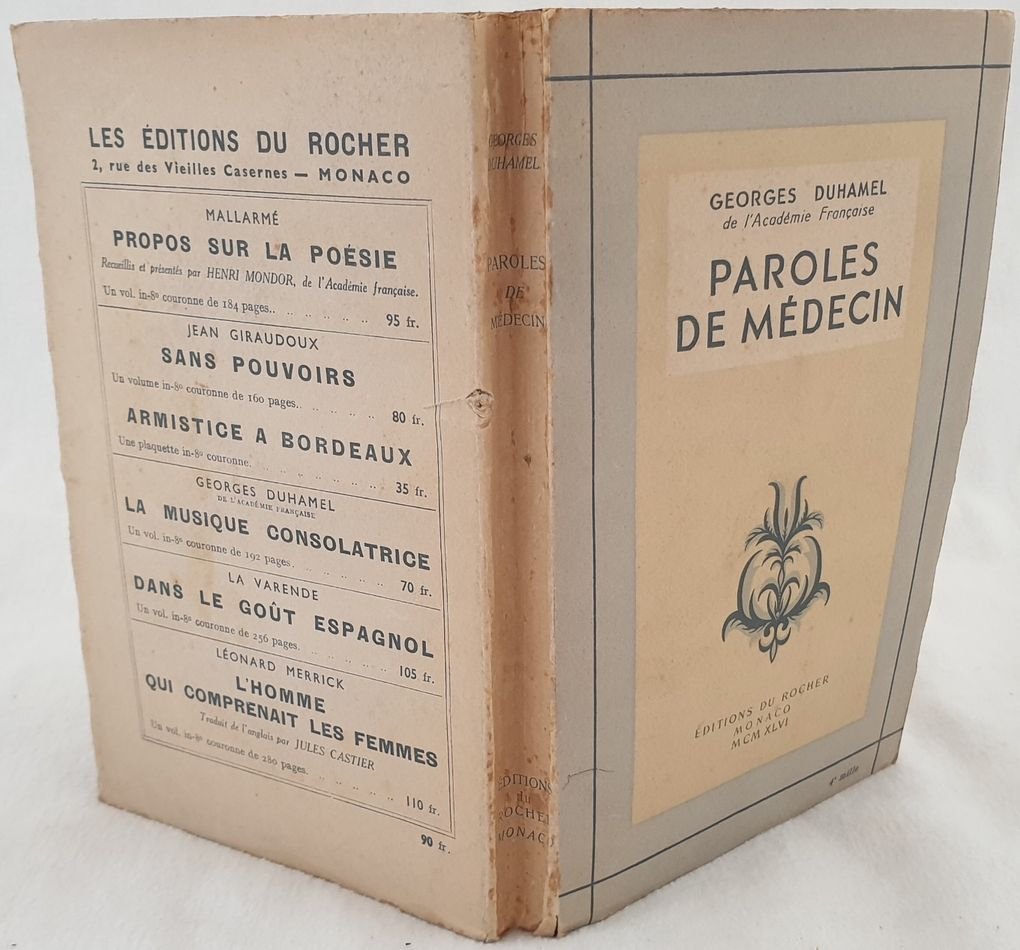 LES ÉDITIONS DU ROCHER
2, rue des Vieilles Casernes — MONACO
MALLARMÉ
PROPOS SUR LA POÉSIE
Recueillis et présentés par HENRI MONDOR, de l'Académie française.
Un vol. in-8º couronne de 184 pages.. .. .. .. .. .. 95 fr.
JEAN GIRAUDOUX
SANS POUVOIRS
Un volume in-8º couronne de 160 pages.. .. .. .. .. 80 fr.
ARMISTICE A BORDEAUX
Une plaquette in-8º couronne. .. .. .. .. .. .. 35 fr.
GEORGES DUHAMEL
DE L'ACADÉMIE FRANÇAISE
LA MUSIQUE CONSOLATRICE
Un vol. in-8º couronne de 192 pages. .. .. .. .. .. 70 fr.
LA VARENDE
DANS LE GOÛT ESPAGNOL
Un vol. in-8º couronne de 256 pages. .. .. .. .. .. 105 fr.
LÉONARD MERRICK
L'HOMME
QUI COMPRENAIT LES FEMMES
Traduit de l'anglais par JULES CASTIER
Un vol. in-8º couronne de 280 pages. .. .. .. .. .. 110 fr.
90 fr.
GEORGES
DUHAMEL
PAROLES
DE
MÉDECIN
ÉDITIONS
du
ROCHER
MONACO
GEORGES DUHAMEL
de l'Académie Française
PAROLES
DE MÉDECIN
ÉDITIONS DU ROCHER
MONACO
MCMXLVI
4e mille